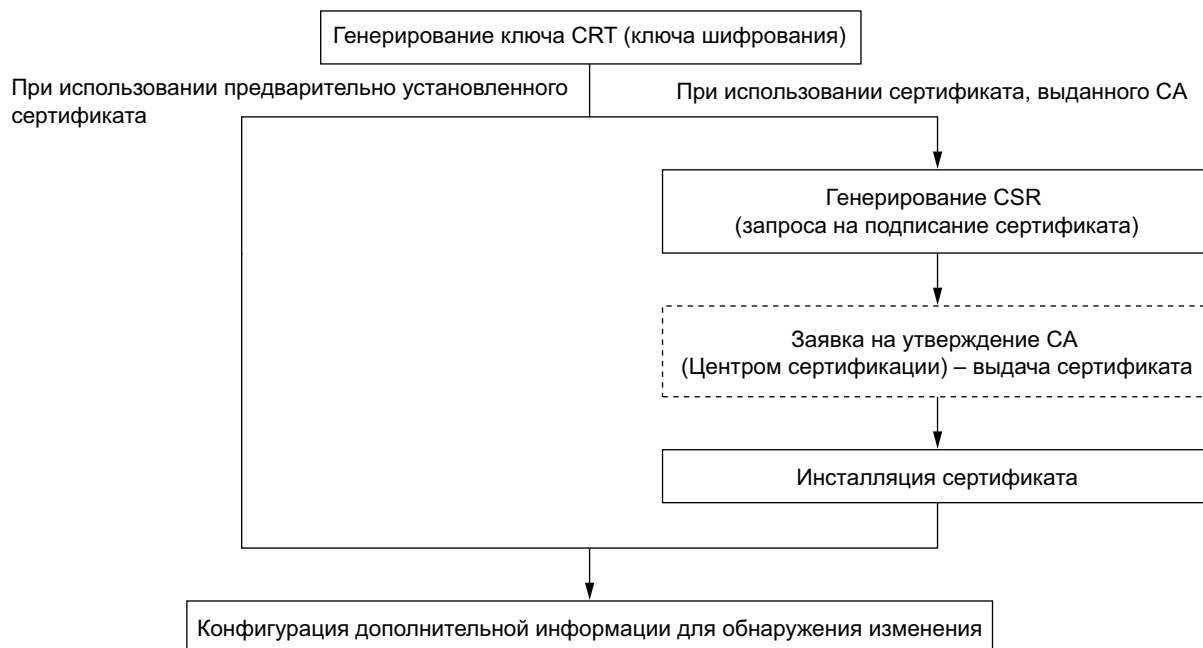 Генерирование ключа CRT (ключа шифрования)
При использовании предварительно установленного
сертификата
При использовании сертификата, выданного CA
Генерирование CSR
(запроса на подписание сертификата)
Заявка на утверждение CA
(Центром сертификации) – выдача сертификата
Инсталляция сертификата
Конфигурация дополнительной информации для обнаружения изменения